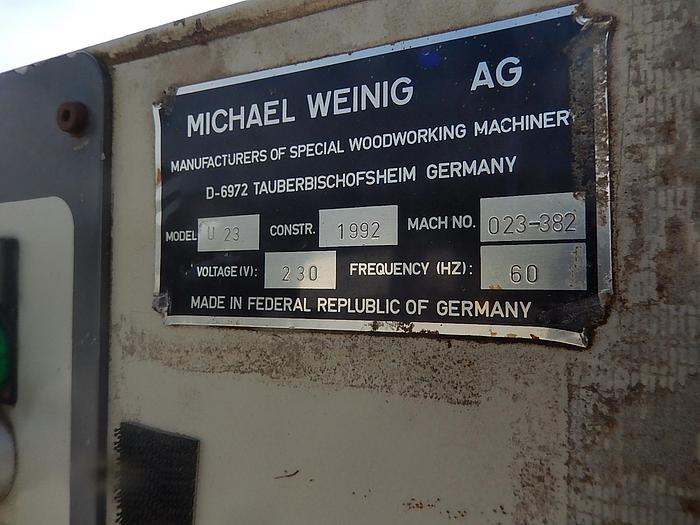 MICHAEL WEINIG AG
MANUFACTURERS OF SPECIAL WOODWORKING MACHINER
D-6972 TAUBERBISCHOFSHEIM GERMANY
MODEL U 23 CONSTR. 1992 MACH NO. 023-382
VOLTAGE (V): 230 FREQUENCY (HZ): 60
MADE IN FEDERAL REPLUBLIC OF GERMANY